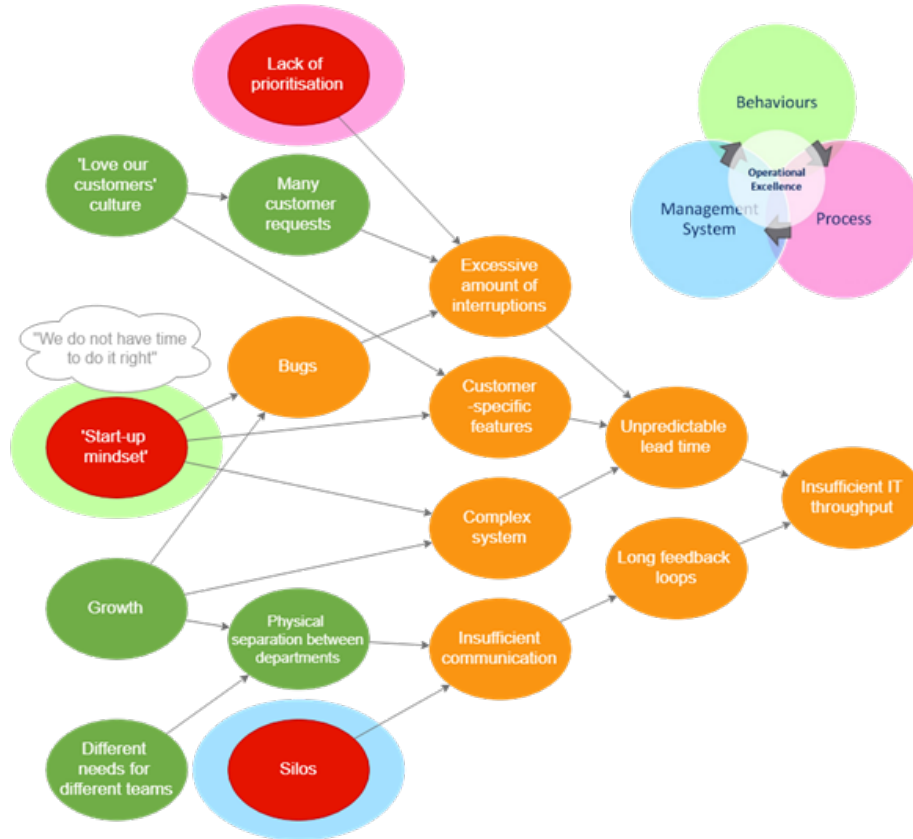 Lack of
prioritisation
Behaviours
Operational
Excellence
Management
System
Process
'Love our
customers'
culture
Many
customer
requests
Excessive
amount of
interruptions
"We do not have time
to do it right"
Bugs
Customer
-specific
features
'Start-up
mindset'
Unpredictable
lead time
Insufficient IT
throughput
Complex
system
Long feedback
loops
Growth
Physical
separation between
departments
Insufficient
communication
Different
needs for
different teams
Silos